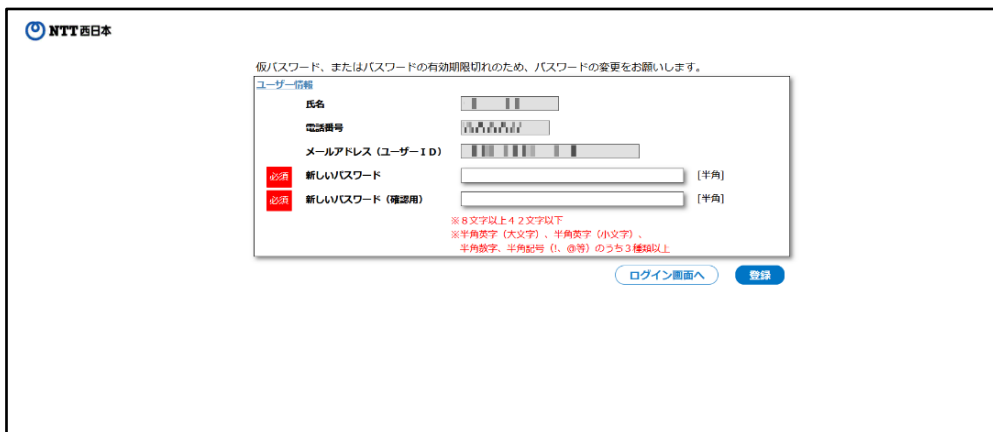 NTT西日本
仮パスワード、またはパスワードの有効期限切れのため、パスワードの変更をお願いします。
ユーザー情報
氏名
電話番号
メールアドレス（ユーザーＩＤ）
必須 新しいパスワード [半角]
必須 新しいパスワード（確認用） [半角]
※８文字以上４２文字以下
※半角英字（大文字）、半角英字（小文字）、
半角数字、半角記号（!、@等）のうち３種類以上
ログイン画面へ 登録